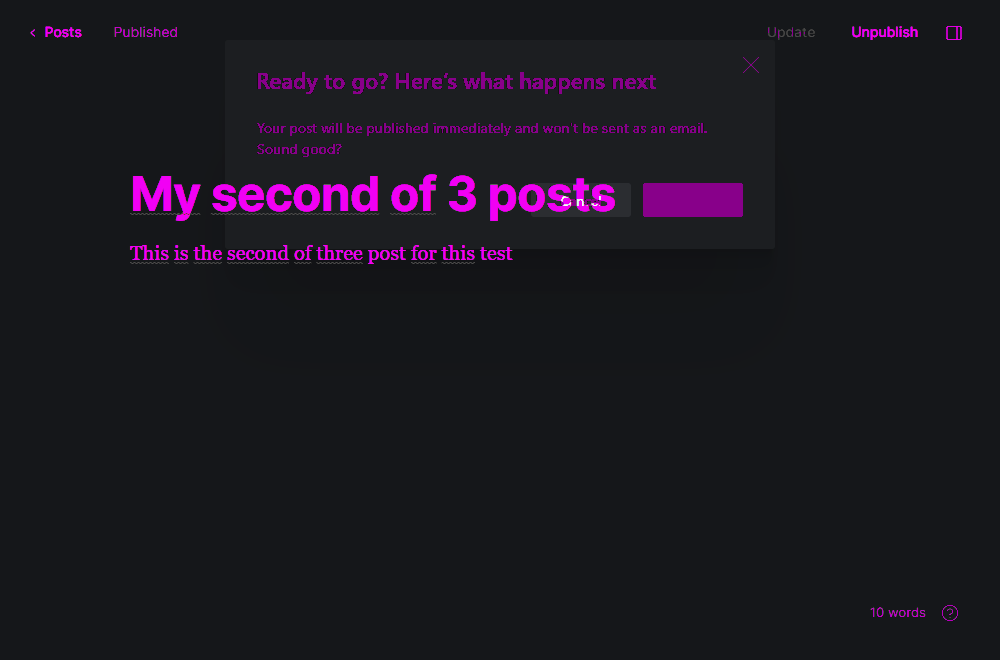 Posts
Published
Update
Unpublish
Ready to go? Here's what happens next
Your post will be published immediately and won't be sent as an email.
Sound good?
My second of 3 posts
Cancel
This is the second of three post for this test
10 words